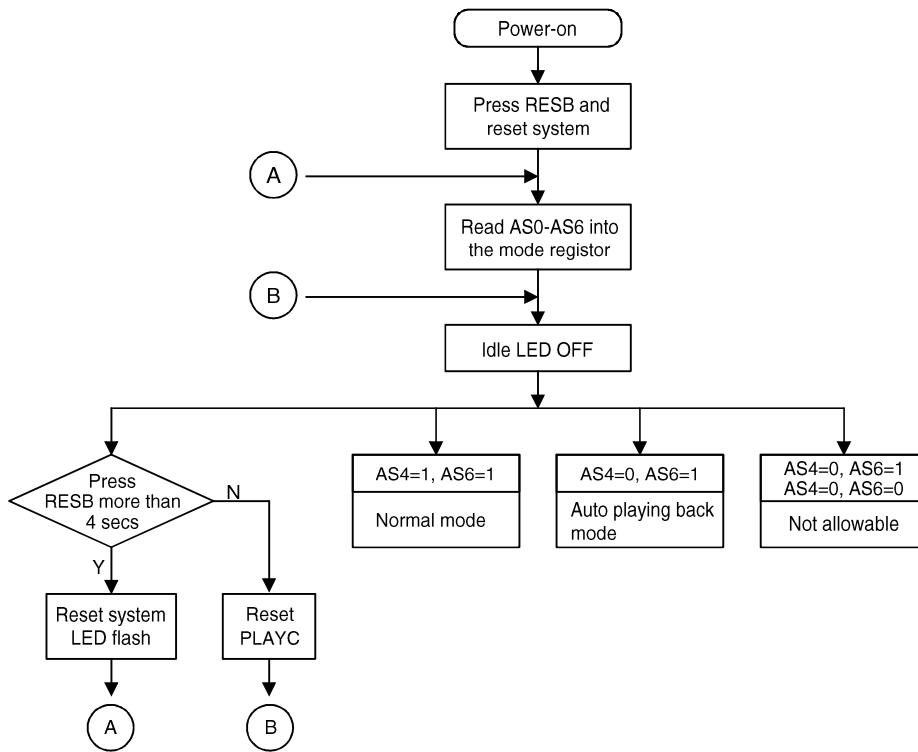 Power-on
Press RESB and
reset system
A
Read AS0-AS6 into
the mode registor
B
Idle LED OFF
Press
RESB more than
4 secs
N
Y
Reset system
LED flash
A
Reset
PLAYC
B
AS4=1, AS6=1
Normal mode
AS4=0, AS6=1
Auto playing back
mode
AS4=0, AS6=1
AS4=0, AS6=0
Not allowable